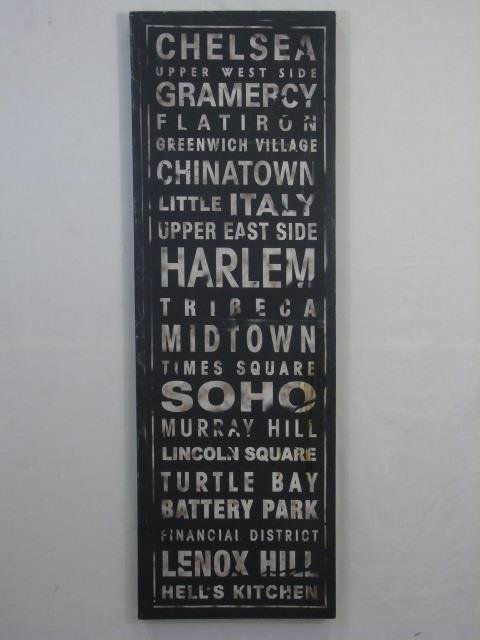 CHELSEA
UPPER WEST SIDE
GRAMERCY
FLATIRON
GREENWICH VILLAGE
CHINATOWN
LITTLE ITALY
UPPER EAST SIDE
HARLEM
TRIBECA
MIDTOWN
TIMES SQUARE
SOHO
MURRAY HILL
LINCOLN SQUARE
TURTLE BAY
BATTERY PARK
FINANCIAL DISTRICT
LENOX HILL
HELL'S KITCHEN